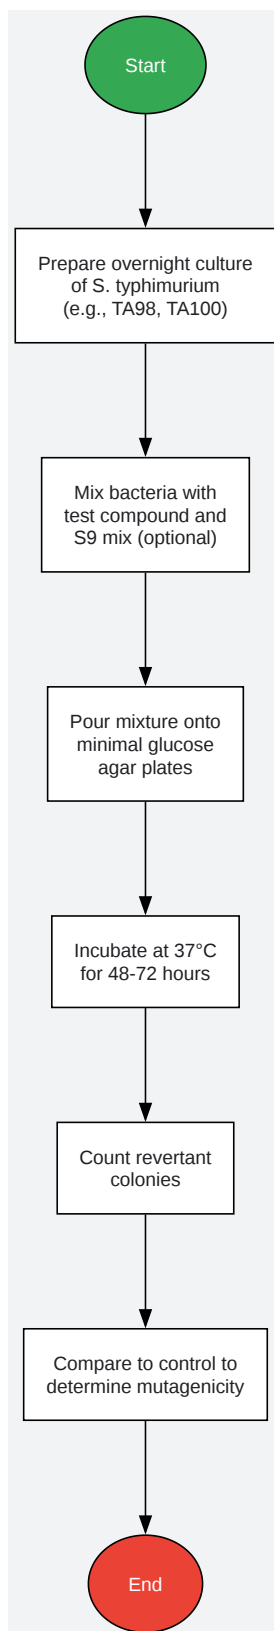 Start
Prepare overnight culture
of S. typhimurium
(e.g., TA98, TA100)
Mix bacteria with
test compound and
S9 mix (optional)
Pour mixture onto
minimal glucose
agar plates
Incubate at 37°C
for 48-72 hours
Count revertant
colonies
Compare to control to
determine mutagenicity
End